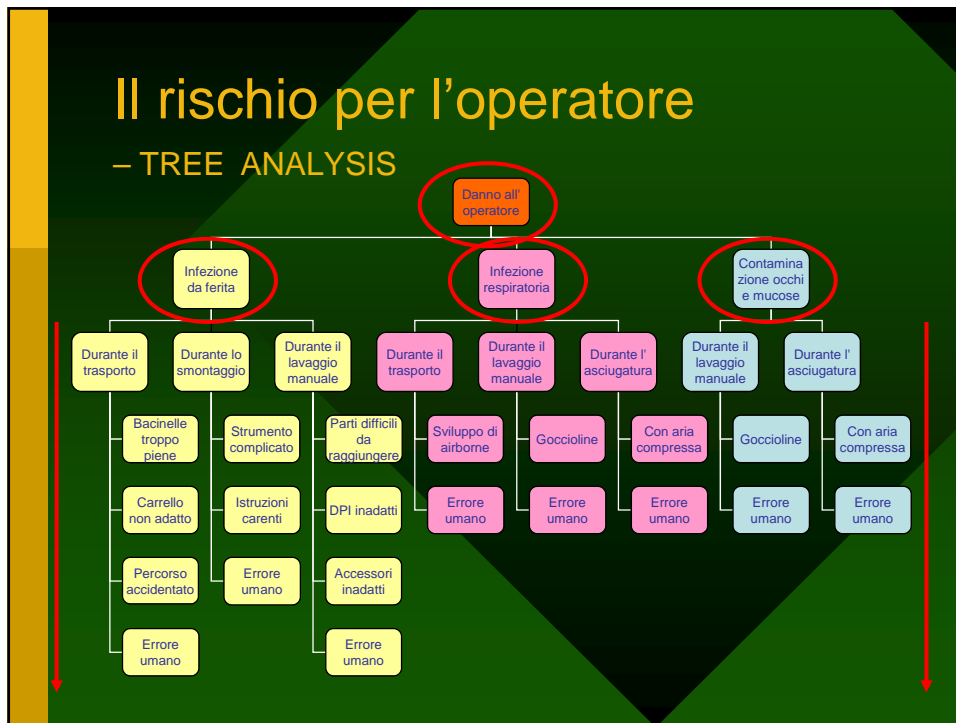 Il rischio per l'operatore
– TREE ANALYSIS
Danno all'
operatore
Infezione
da ferita
Infezione
respiratoria
Contamina
zione occhi
e mucose
Durante il
trasporto
Durante lo
smontaggio
Durante il
lavaggio
manuale
Durante il
trasporto
Durante il
lavaggio
manuale
Durante l'
asciugatura
Durante il
lavaggio
manuale
Durante l'
asciugatura
Bacinelle
troppo
piene
Strumento
complicato
Parti difficili
da
raggiungere
Sviluppo di
airborne
Goccioline
Con aria
compressa
Goccioline
Con aria
compressa
Carrello
non adatto
Istruzioni
carenti
DPI inadatti
Errore
umano
Errore
umano
Errore
umano
Errore
umano
Errore
umano
Percorso
accidentato
Errore
umano
Accessori
inadatti
Errore
umano
Errore
umano